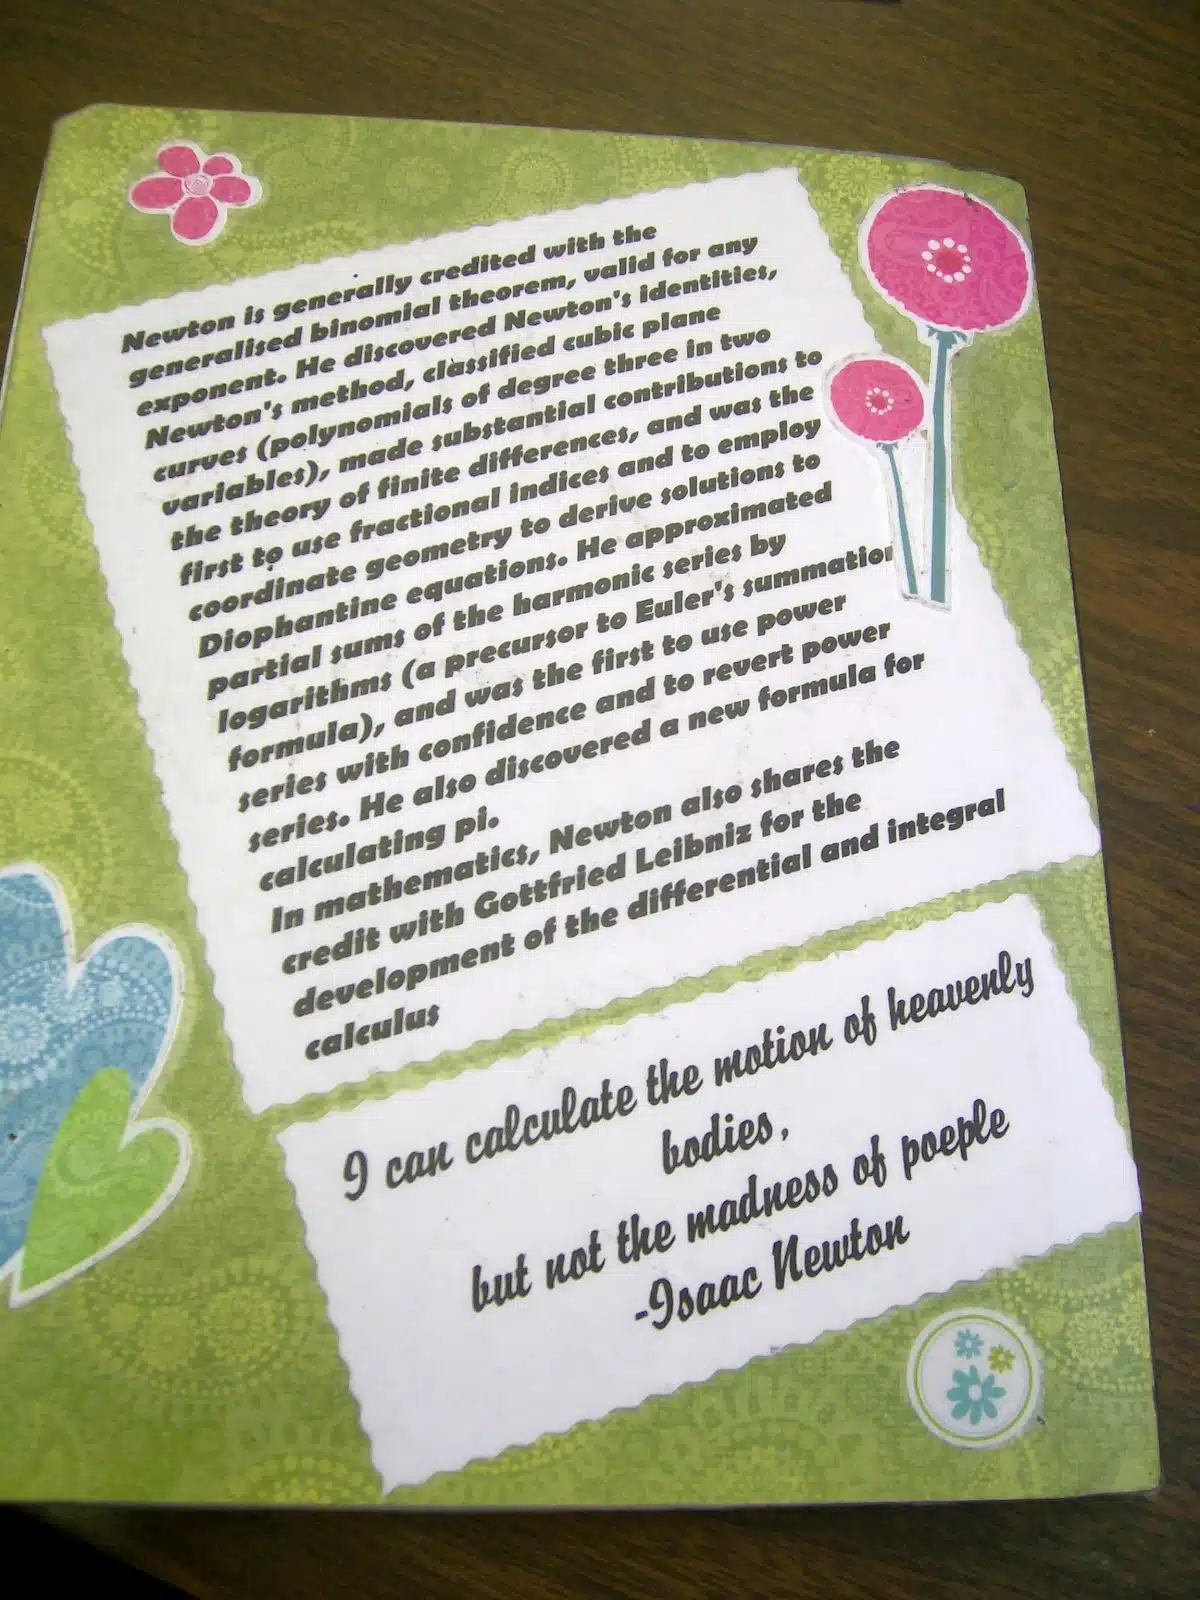 Newton is generally credited with the
generalised binomial theorem, valid for any
exponent. He discovered Newton's identities,
Newton's method, classified cubic plane
curves (polynomials of degree three in two
variables), made substantial contributions to
the theory of finite differences, and was the
first to use fractional indices and to employ
coordinate geometry to derive solutions to
Diophantine equations. He approximated
partial sums of the harmonic series by
logarithms (a precursor to Euler's summation
formula), and was the first to use power
series with confidence and to revert power
series. He also discovered a new formula for
calculating pi.
In mathematics, Newton also shares the
credit with Gottfried Leibniz for the
development of the differential and integral
calculus
I can calculate the motion of heavenly
bodies,
but not the madness of poeple
-Isaac Newton